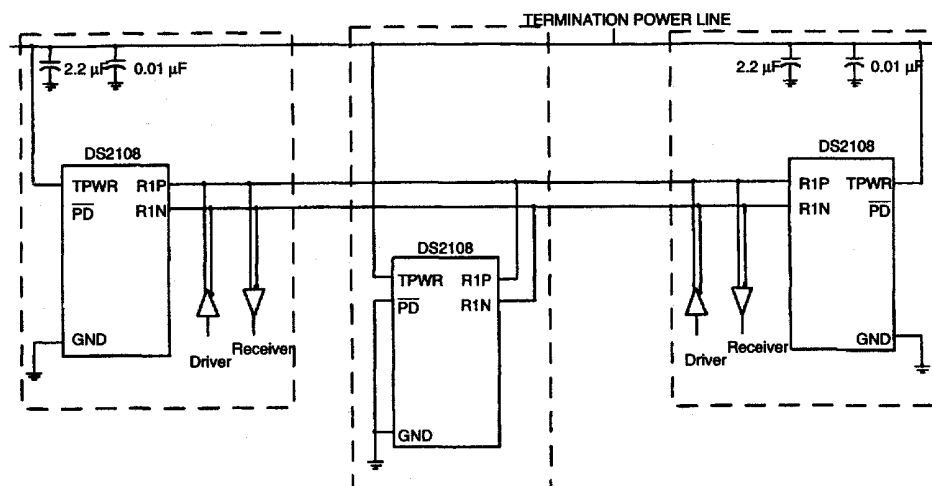 TERMINATION POWER LINE
2.2 µF
0.01 µF
2.2 µF
0.01 µF
DS2108
TPWR
R1P
PD
R1N
GND
Driver
Receiver
DS2108
TPWR
R1P
PD
R1N
GND
DS2108
R1P
TPWR
R1N
PD
GND
Driver
Receiver